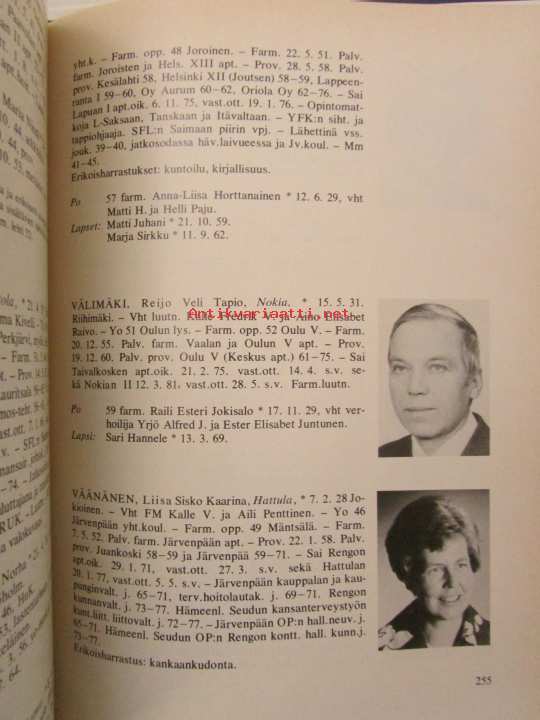 yht.k. – Farm. opp. 48 Joroinen. – Farm. 22. 5. 51. Palv.
farm. Joroisten ja Hels. XIII apt. – Prov. 28. 5. 58. Palv.
prov. Kesälahti 58, Helsinki XII (Joutsen) 58–59, Lappeen-
ranta I 59–60, Oy Aurum 60–62, Oriola Oy 62–76. – Sai
Lapuan I apt.oik. 6. 11. 75, vast.ott. 19. 1. 76. – Opintomat-
koja L-Saksaan, Tanskaan ja Itävaltaan. – YFK:n siht. ja
tappiohjaaja. SFL:n Saimaan piirin vpj. – Lähettinä vss.
jouk. 39–40, jatkosodassa häv.laivueessa ja Jv.koul. – Mm
41–45.
Erikoisharrastukset: kuntoilu, kirjallisuus.
Po 57 farm. Anna-Liisa Horttanainen * 12. 6. 29, vht
Matti H. ja Helli Paju.
Lapset: Matti Juhani * 21. 10. 59.
Marja Sirkku * 11. 9. 62.
VÄLIMÄKI, Reijo Veli Tapio, Nokia, * 15. 5. 31.
Riihimäki. – Vht luutn. Kalle Fredrik V. ja Aino Elisabet
Raivo. – Yo 51 Oulun lys. – Farm. opp. 52 Oulu V. – Farm.
20. 12. 55. Palv. farm. Vaalan ja Oulun V apt. – Prov.
19. 12. 60. Palv. prov. Oulu V (Keskus apt.) 61–75. – Sai
Taivalkosken apt.oik. 21. 2. 75. vast.ott. 14. 4. s.v. se-
kä Nokian II 12. 3. 81, vast.ott. 28. 5. s.v. Farm.luutn.
Antikvariaatti.net
Po 59 farm. Raili Esteri Jokisalo * 17. 11. 29, vht ver-
hoilija Yrjö Alfred J. ja Ester Elisabet Juntunen.
Lapsi: Sari Hannele * 13. 3. 69.
VÄÄNÄNEN, Liisa Sisko Kaarina, Hattula, * 7. 2. 28 Jo-
kioinen. – Vht FM Kalle V. ja Aili Penttinen. – Yo 46
Järvenpään yht.koul. – Farm. opp. 49 Mäntsälä. – Farm.
7. 5. 52. Palv. farm. Järvenpään apt. – Prov. 22. 1. 58. Palv.
prov. Juankoski 58–59 ja Järvenpää 59–71. – Sai Rengon
apt.oik. 29. 1. 71, vast.ott. 27. 3. s.v. sekä Hattulan
20. 1. 77, vast.ott. 5. 5. s.v. – Järvenpään kauppalan ja kau-
punginvalt. j. 65–71, terv.hoitolautak. j. 69–71. Rengon
kunnanvalt. j. 73–77. Hämeenl. Seudun kansanterveystyön
kunt.liitt. liittovalt. j. 72–77. – Järvenpään OP:n hall.neuv. j.
65–71. Hämeenl. Seudun OP:n Rengon kontt. hall. kunn.j.
73–77.
Erikoisharrastus: kankaankudonta.
255